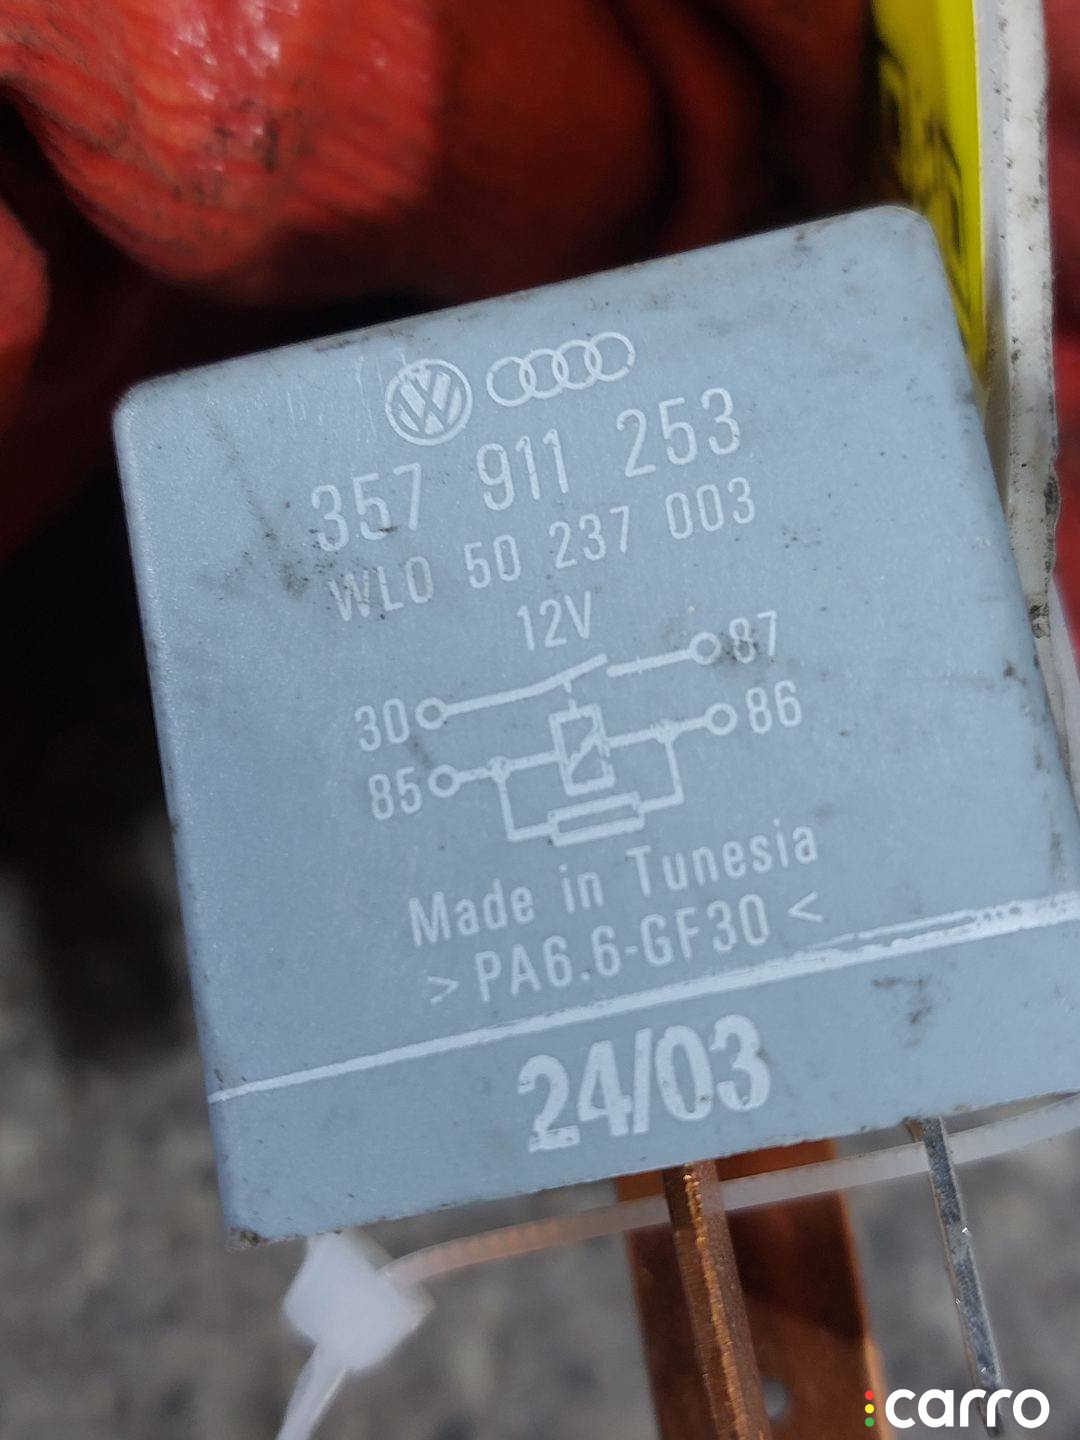 357 911 253
WL0 50 237 003
12V
30 87
85 86
Made in Tunesia
>PA6.6-GF30<
24/03
carro